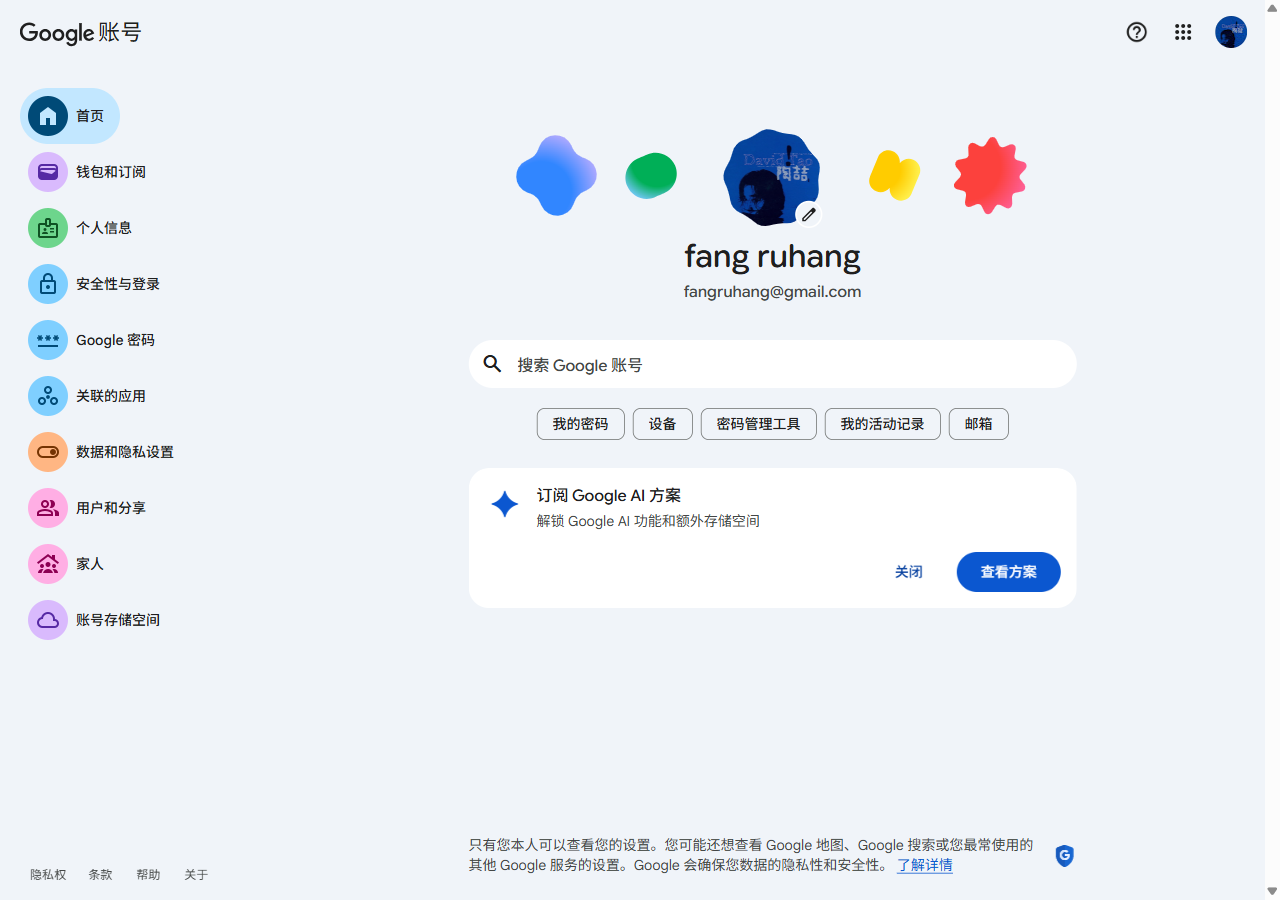 Google 账号
首页
钱包和订阅
个人信息
安全性与登录
Google 密码
关联的应用
数据和隐私设置
用户和分享
家人
账号存储空间
David Tao
陶喆
fang ruhang
fangruhang@gmail.com
搜索 Google 账号
我的密码 设备 密码管理工具 我的活动记录 邮箱
订阅 Google AI 方案
解锁 Google AI 功能和额外存储空间
关闭 查看方案
只有您本人可以查看您的设置。您可能还想查看 Google 地图、Google 搜索或您最常使用的
其他 Google 服务的设置。Google 会确保您数据的隐私性和安全性。 了解详情
G
隐私权 条款 帮助 关于